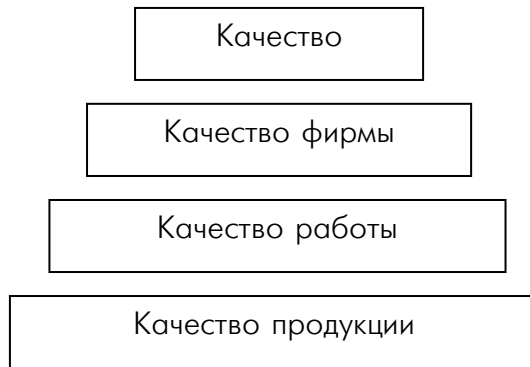 Качество
Качество фирмы
Качество работы
Качество продукции